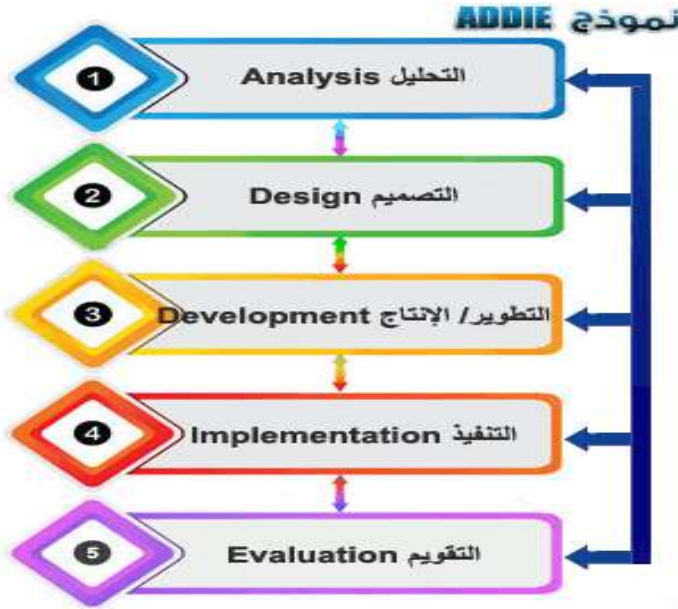 نموذج ADDIE
1 التحليل Analysis
2 التصميم Design
3 التطوير/ الإنتاج Development
4 التنفيذ Implementation
5 التقويم Evaluation